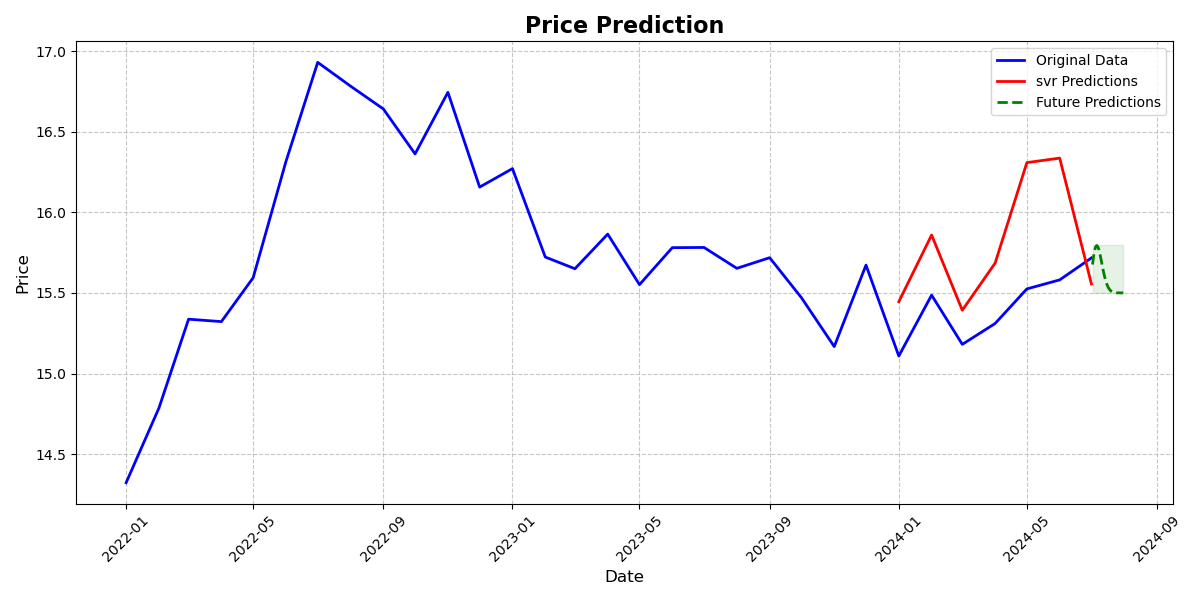 Price Prediction
Original Data
svr Predictions
Future Predictions
17.0
16.5
16.0
15.5
15.0
14.5
Price
2022-01
2022-05
2022-09
2023-01
2023-05
2023-09
2024-01
2024-05
2024-09
Date